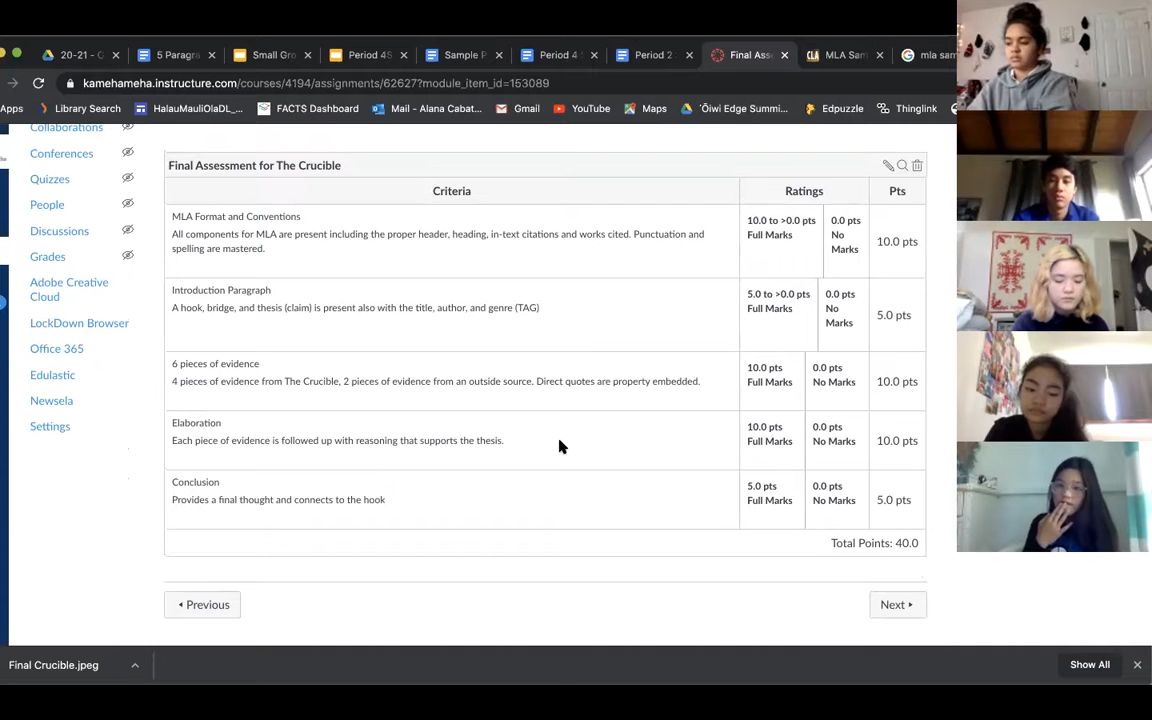 20-21 - G
5 Paragra
Small Gro
Period 4S
Sample P
Period 4
Period 2
Final Ass
MLA Sam
mla sam
kamehameha.instructure.com/courses/4194/assignments/62627?module_item_id=153089
Apps
Library Search
HalauMauliOlaDL_...
FACTS Dashboard
Mail - Alana Cabat...
Gmail
YouTube
Maps
ʻŌiwi Edge Summi...
Edpuzzle
Thinglink
Collaborations
Conferences
Quizzes
People
Discussions
Grades
Adobe Creative
Cloud
LockDown Browser
Office 365
Edulastic
Newsela
Settings
Final Assessment for The Crucible
Criteria
Ratings
Pts
MLA Format and Conventions
All components for MLA are present including the proper header, heading, in-text citations and works cited. Punctuation and
spelling are mastered.
10.0 to >0.0 pts
Full Marks
0.0 pts
No
Marks
10.0 pts
Introduction Paragraph
A hook, bridge, and thesis (claim) is present also with the title, author, and genre (TAG)
5.0 to >0.0 pts
Full Marks
0.0 pts
No
Marks
5.0 pts
6 pieces of evidence
4 pieces of evidence from The Crucible, 2 pieces of evidence from an outside source. Direct quotes are property embedded.
10.0 pts
Full Marks
0.0 pts
No Marks
10.0 pts
Elaboration
Each piece of evidence is followed up with reasoning that supports the thesis.
10.0 pts
Full Marks
0.0 pts
No Marks
10.0 pts
Conclusion
Provides a final thought and connects to the hook
5.0 pts
Full Marks
0.0 pts
No Marks
5.0 pts
Total Points: 40.0
Previous
Next
Final Crucible.jpeg
Show All